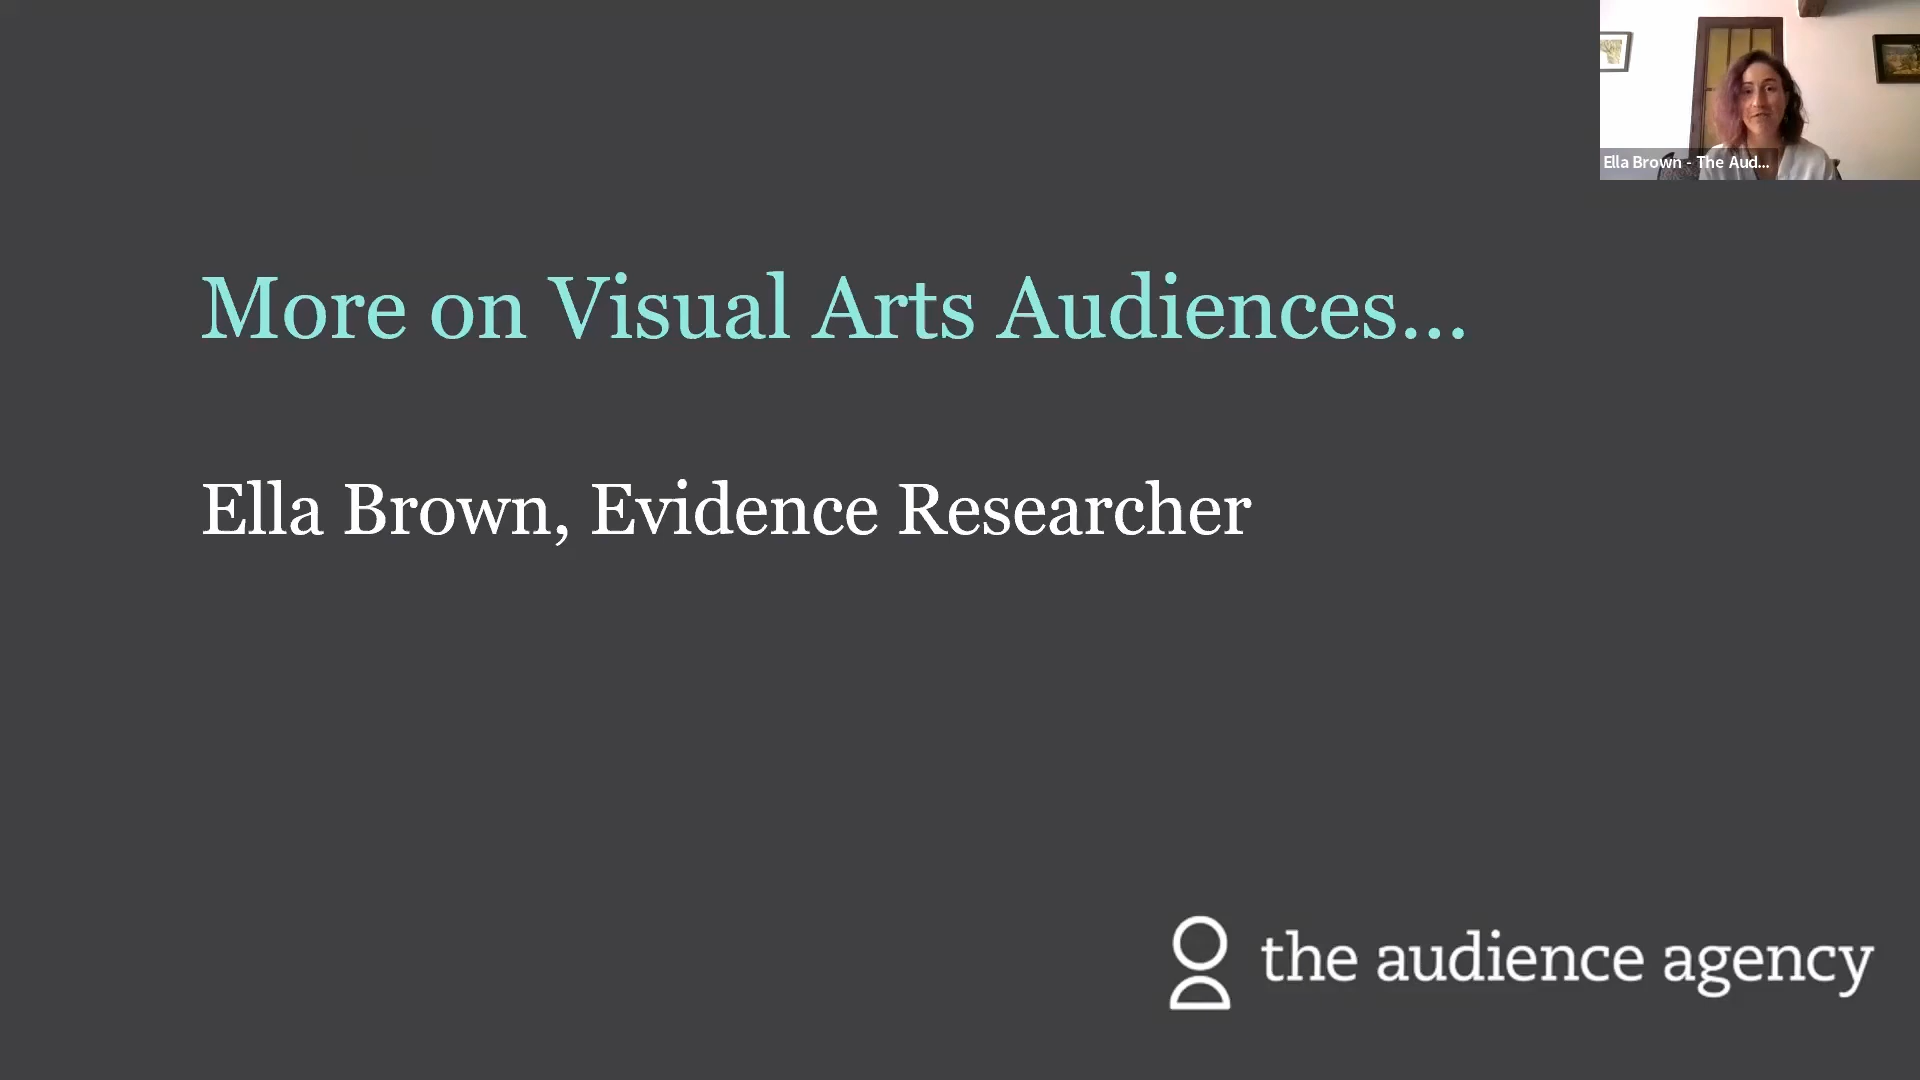 Ella Brown - The Aud...
More on Visual Arts Audiences...
Ella Brown, Evidence Researcher
the audience agency